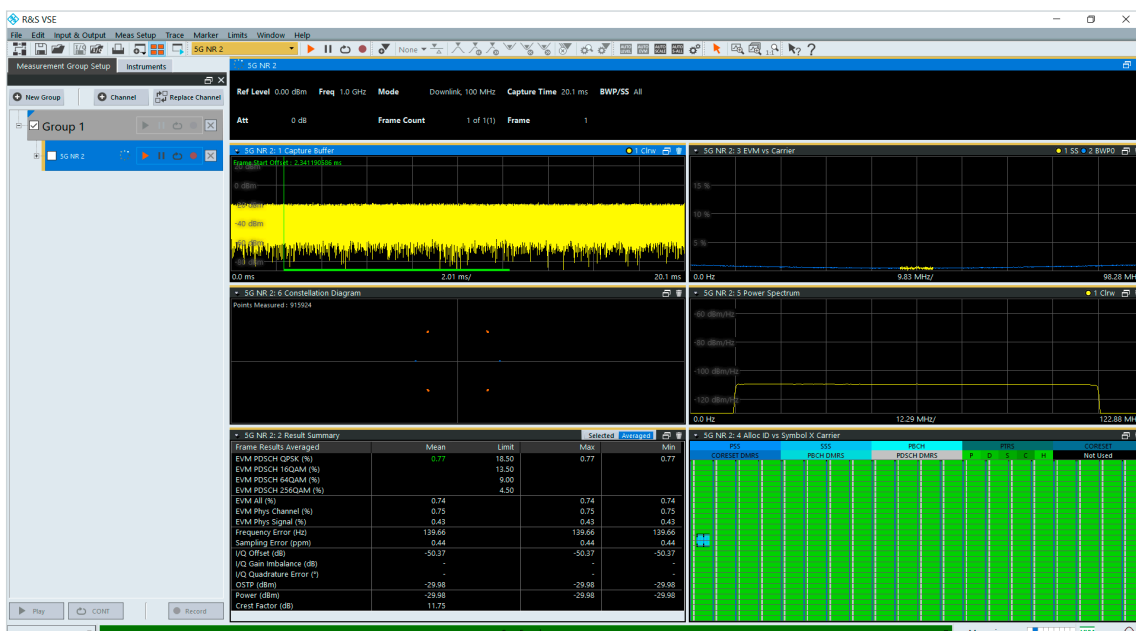 R&S VSE
File Edit Input & Output Meas Setup Trace Marker Limits Window Help
5G NR 2
None
Measurement Group Setup Instruments
New Group Channel Replace Channel
Group 1
5G NR 2
5G NR 2
Ref Level 0.00 dBm Freq 1.0 GHz Mode Downlink, 100 MHz Capture Time 20.1 ms BWP/SS All
Att 0 dB Frame Count 1 of 1(1) Frame 1
5G NR 2: 1 Capture Buffer 1 Clrw
Frame Start Offset : 2.341190586 ms
0 dBm
-20 dBm
-40 dBm
0.0 ms 2.01 ms/ 20.1 ms
5G NR 2: 3 EVM vs Carrier 1 SS 2 BWP0
15 %
10 %
5 %
0.0 Hz 9.83 MHz/ 98.28 MH
5G NR 2: 6 Constellation Diagram
Points Measured : 915924
5G NR 2: 5 Power Spectrum 1 Clrw
-60 dBm/Hz
-80 dBm/Hz
-100 dBm/Hz
-120 dBm/Hz
0.0 Hz 12.29 MHz/ 122.88 MH
5G NR 2: 2 Result Summary Selected Averaged
Frame Results Averaged Mean Limit Max Min
EVM PDSCH QPSK (%) 0.77 18.50 0.77 0.77
EVM PDSCH 16QAM (%) 13.50
EVM PDSCH 64QAM (%) 9.00
EVM PDSCH 256QAM (%) 4.50
EVM All (%) 0.74 0.74 0.74
EVM Phys Channel (%) 0.75 0.75 0.75
EVM Phys Signal (%) 0.43 0.43 0.43
Frequency Error (Hz) 139.66 139.66 139.66
Sampling Error (ppm) 0.44 0.44 0.44
I/Q Offset (dB) -50.37 -50.37 -50.37
I/Q Gain Imbalance (dB) - - -
I/Q Quadrature Error (°) - - -
OSTP (dBm) -29.98 -29.98 -29.98
Power (dBm) -29.98 -29.98 -29.98
Crest Factor (dB) 11.75
5G NR 2: 4 Alloc ID vs Symbol X Carrier
PSS SSS PBCH PTRS CORESET
CORESET DMRS PBCH DMRS PDSCH DMRS P D S C H Not Used
Play CONT Record